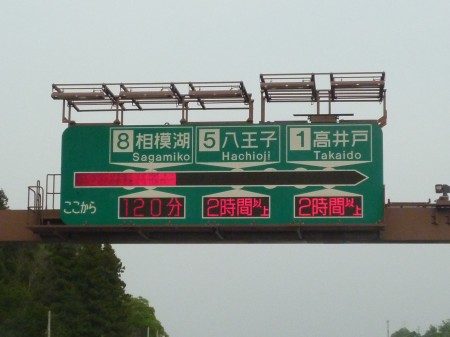 8 相模湖 5 八王子 1 高井戸
Sagamiko Hachioji Takaido
ここから 120分 2時間以上 2時間以上